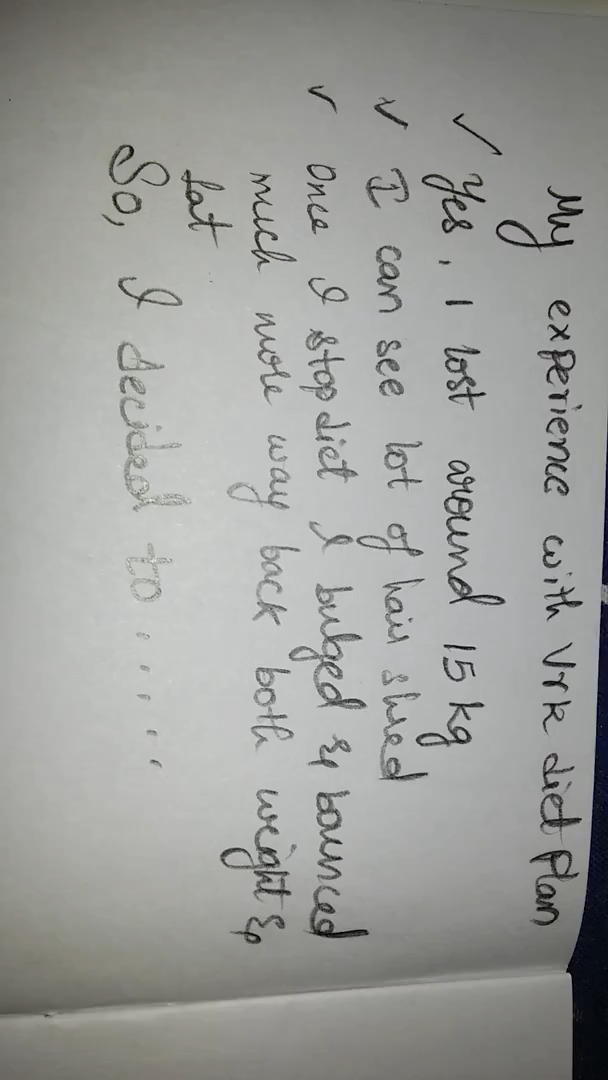 My experience with Vrk diet plan
✓ Yes, I lost around 15 kg
✓ I can see lot of hair shred
✓ Once I stop diet I bulged & bounced
much more way back both weight &
fat
So, I decided to . . . . .